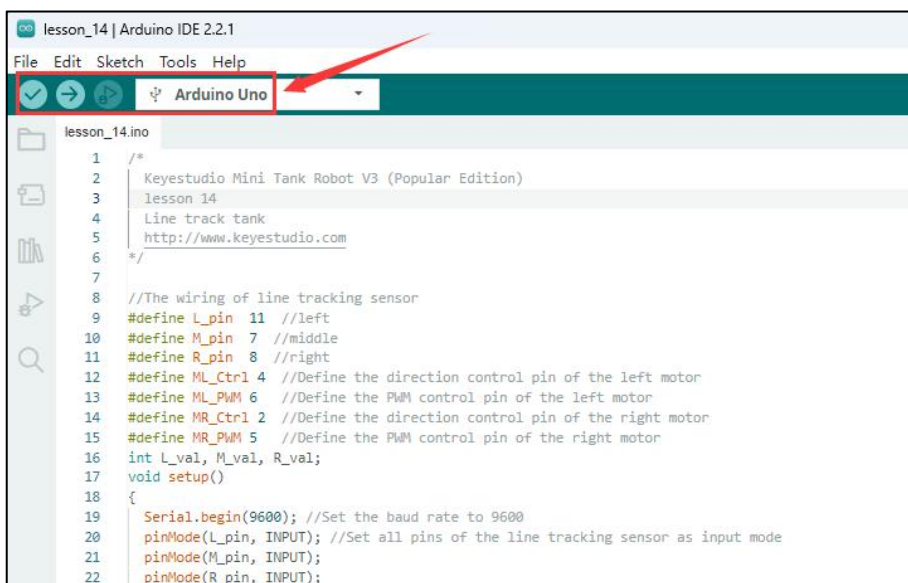 lesson_14 | Arduino IDE 2.2.1
File Edit Sketch Tools Help
Arduino Uno
lesson_14.ino
1 /*
2 Keyestudio Mini Tank Robot V3 (Popular Edition)
3 lesson 14
4 Line track tank
5 http://www.keyestudio.com
6 */
7
8 //The wiring of line tracking sensor
9 #define L_pin 11 //left
10 #define M_pin 7 //middle
11 #define R_pin 8 //right
12 #define ML_Ctrl 4 //Define the direction control pin of the left motor
13 #define ML_PWM 6 //Define the PWM control pin of the left motor
14 #define MR_Ctrl 2 //Define the direction control pin of the right motor
15 #define MR_PWM 5 //Define the PWM control pin of the right motor
16 int L_val, M_val, R_val;
17 void setup()
18 {
19 Serial.begin(9600); //Set the baud rate to 9600
20 pinMode(L_pin, INPUT); //Set all pins of the line tracking sensor as input mode
21 pinMode(M_pin, INPUT);
22 pinMode(R_pin, INPUT);